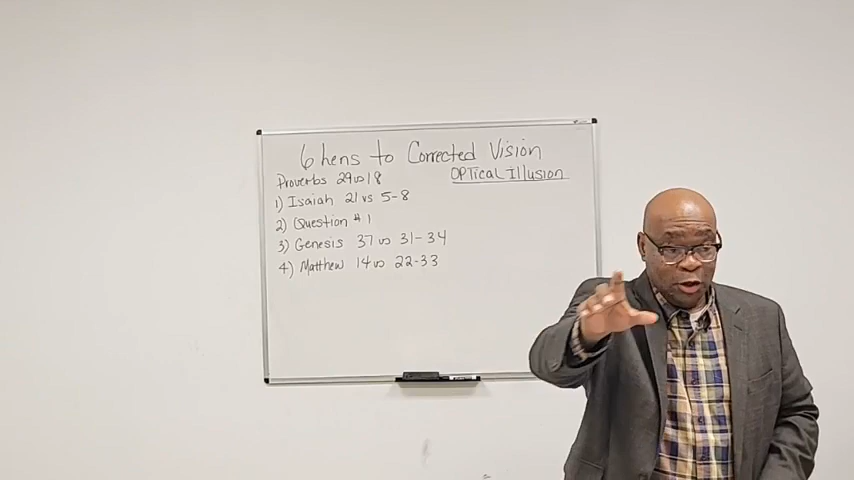 6 hens to Corrected Vision
Proverbs 29 vs 18
OPTical Illusion
1) Isaiah 21 vs 5-8
2) Question #1
3) Genesis 37 vs 31-34
4) Matthew 14 vs 22-33